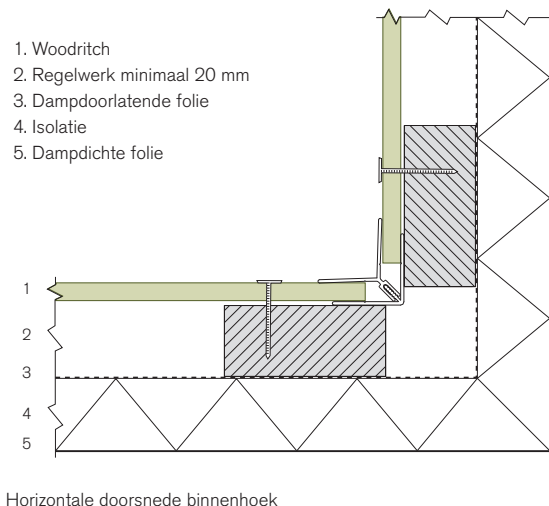 1. Woodritch
2. Regelwerk minimaal 20 mm
3. Dampdoorlatende folie
4. Isolatie
5. Dampdichte folie
1
2
3
4
5
Horizontale doorsnede binnenhoek